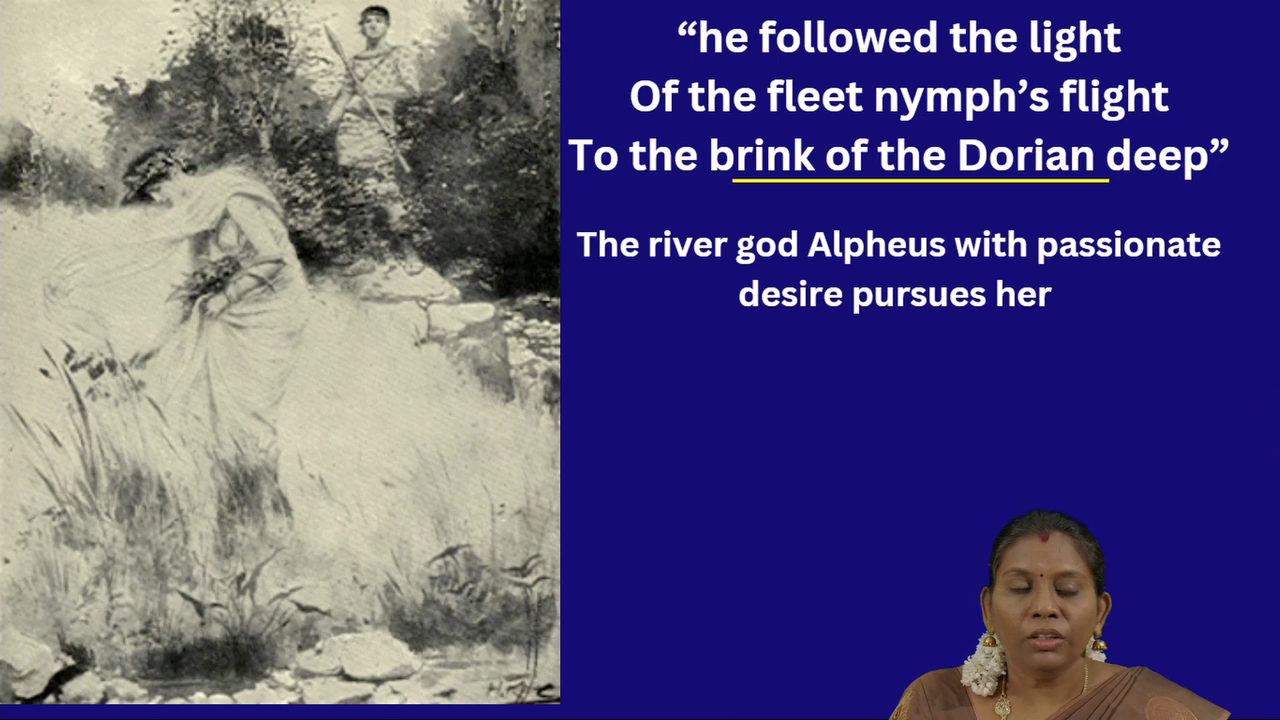 “he followed the light
Of the fleet nymph’s flight
To the brink of the Dorian deep”
The river god Alpheus with passionate
desire pursues her